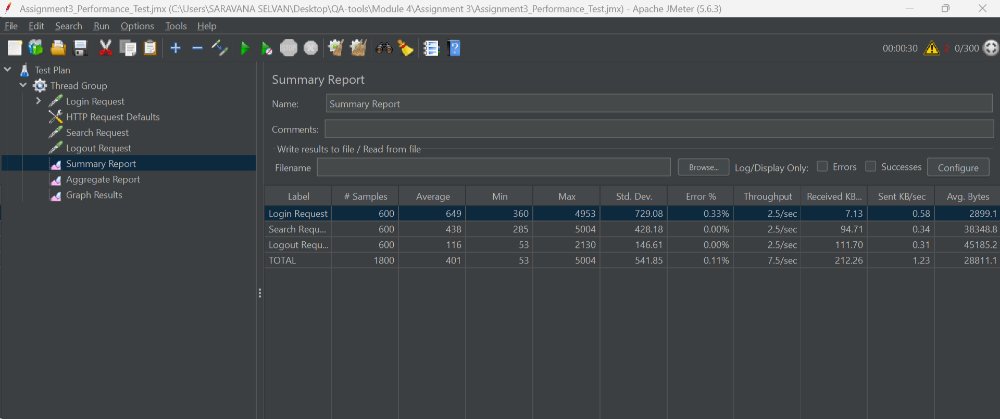 Assignment3_Performance_Test.jmx (C:\Users\SARAVANA SELVAN\Desktop\QA-tools\Module 4\Assignment 3\Assignment3_Performance_Test.jmx) - Apache JMeter (5.6.3)
File Edit Search Run Options Tools Help
STOP ? 00:00:30 2 0/300
Test Plan
Thread Group
Login Request
HTTP Request Defaults
Search Request
Logout Request
Summary Report
Aggregate Report
Graph Results
Summary Report
Name: Summary Report
Comments:
Write results to file / Read from file
Filename Browse... Log/Display Only: Errors Successes Configure
Label # Samples Average Min Max Std. Dev. Error % Throughput Received KB... Sent KB/sec Avg. Bytes
Login Request 600 649 360 4953 729.08 0.33% 2.5/sec 7.13 0.58 2899.1
Search Requ... 600 438 285 5004 428.18 0.00% 2.5/sec 94.71 0.34 38348.8
Logout Requ... 600 116 53 2130 146.61 0.00% 2.5/sec 111.70 0.31 45185.2
TOTAL 1800 401 53 5004 541.85 0.11% 7.5/sec 212.26 1.23 28811.1